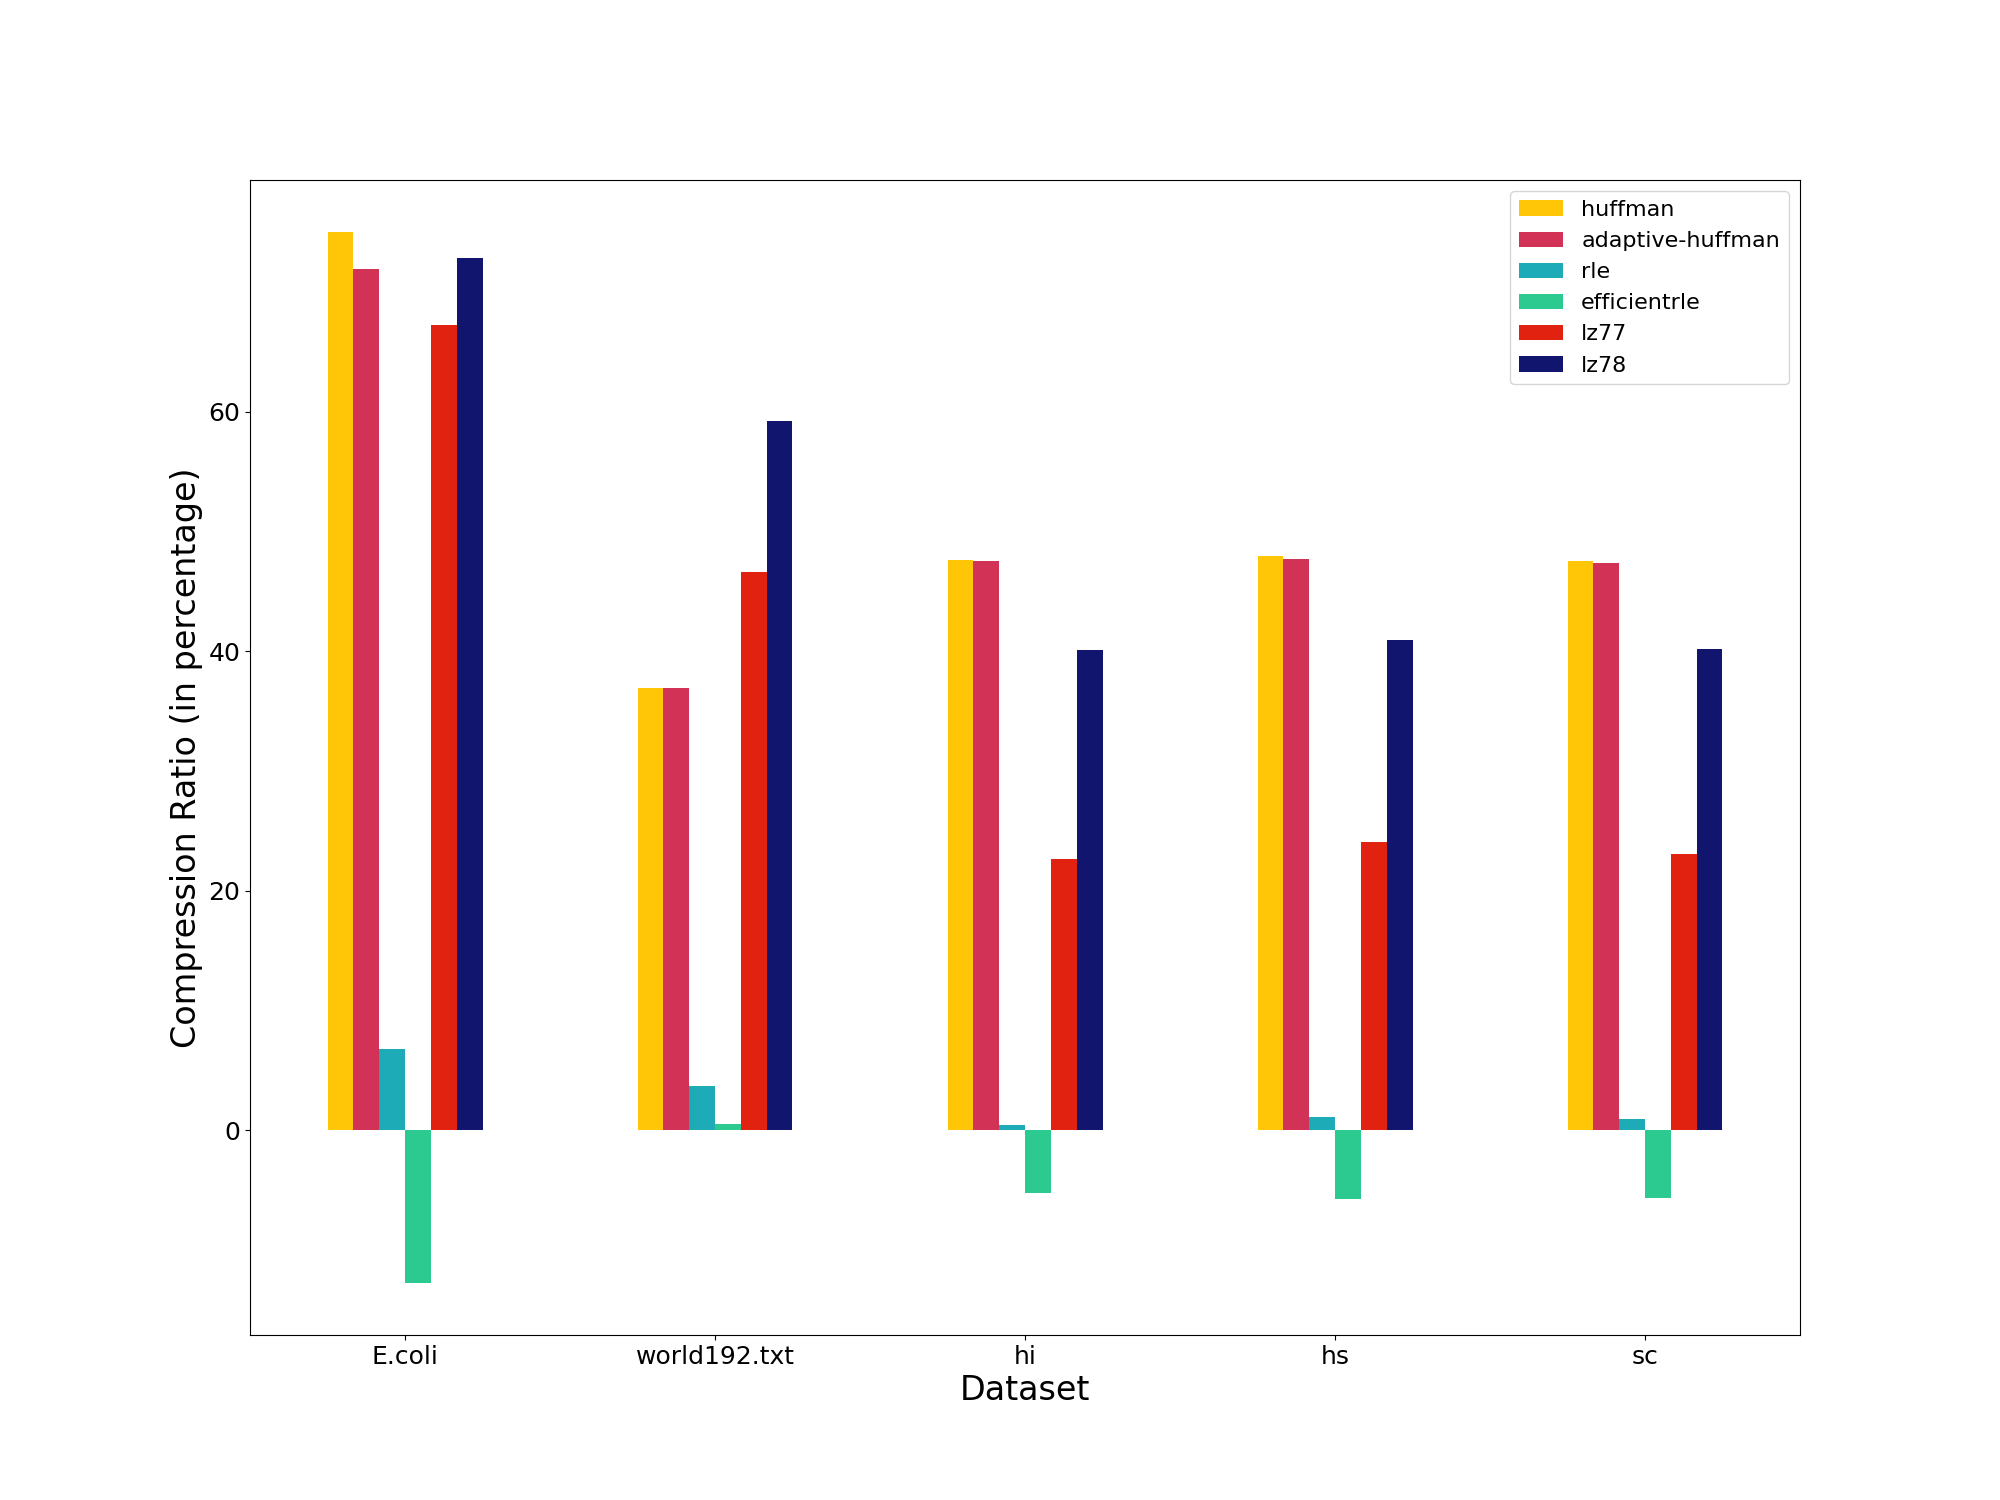 huffman
adaptive-huffman
rle
efficientrle
lz77
lz78
Compression Ratio (in percentage)
60
40
20
0
E.coli
world192.txt
hi
hs
sc
Dataset